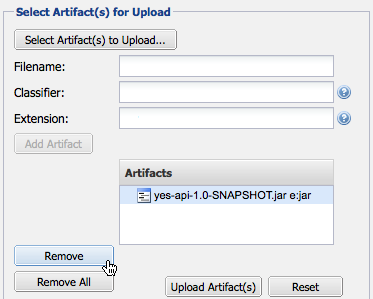 Select Artifact(s) for Upload
Select Artifact(s) to Upload...
Filename:
Classifier:
Extension:
Add Artifact
Artifacts
yes-api-1.0-SNAPSHOT.jar e:jar
Remove
Remove All
Upload Artifact(s)
Reset